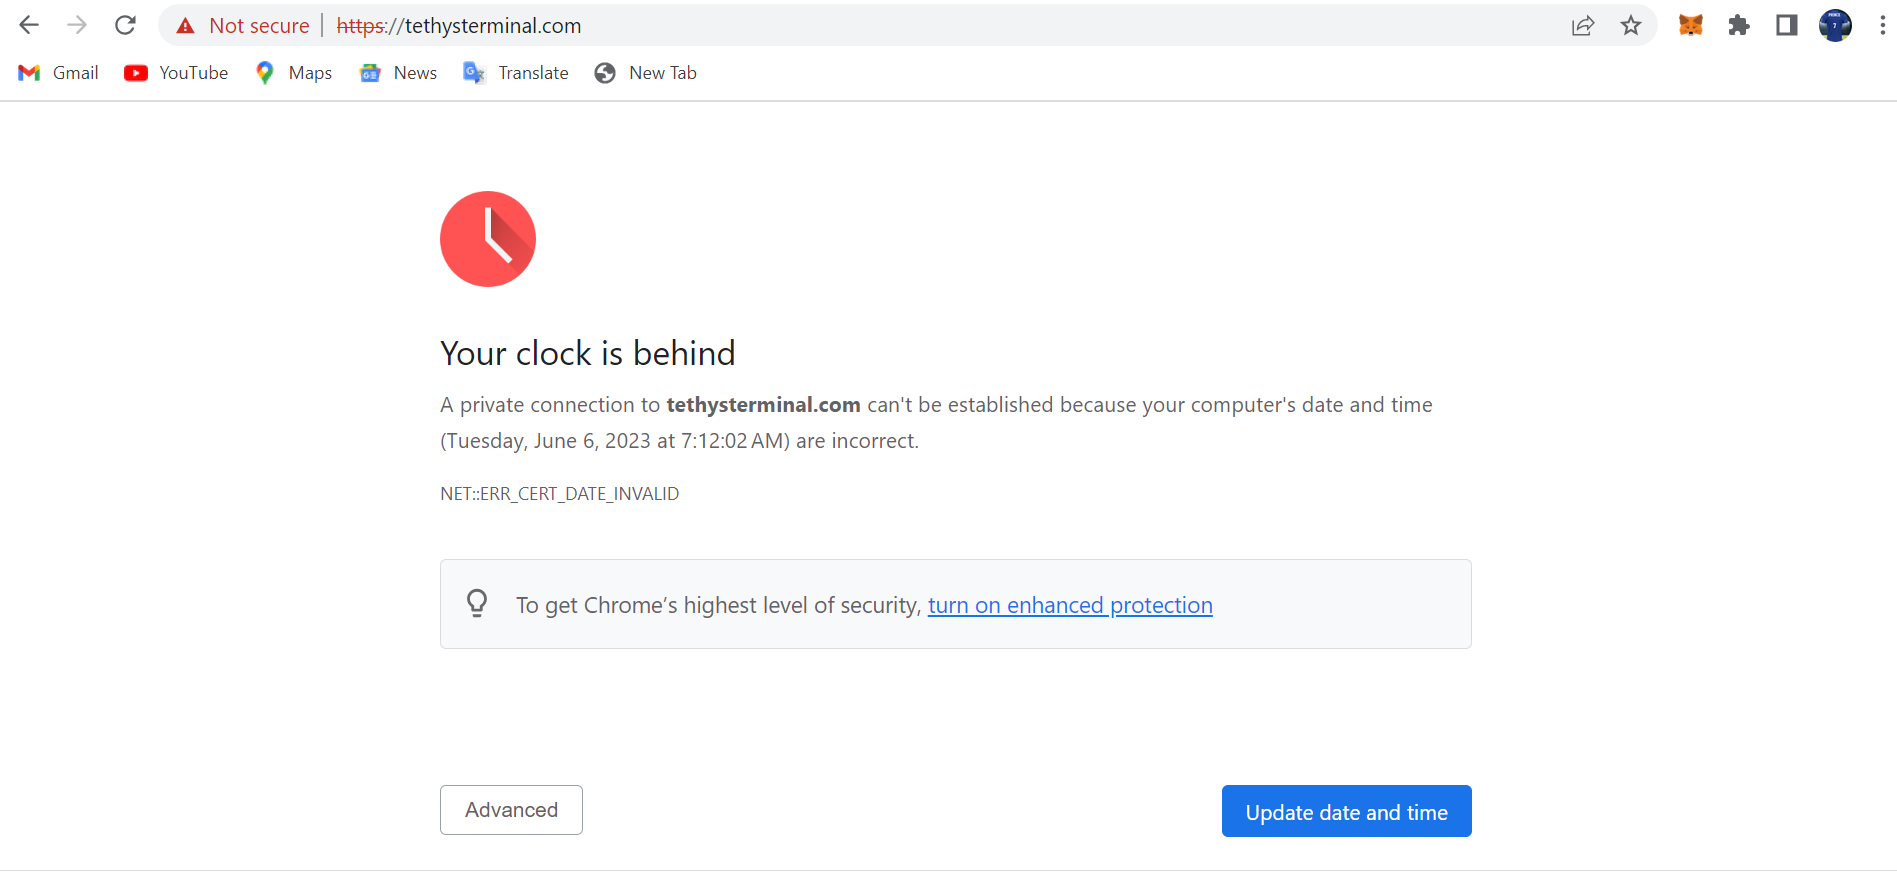 Not secure https://tethysterminal.com
Gmail YouTube Maps News Translate New Tab
Your clock is behind
A private connection to tethysterminal.com can't be established because your computer's date and time
(Tuesday, June 6, 2023 at 7:12:02 AM) are incorrect.
NET::ERR_CERT_DATE_INVALID
To get Chrome’s highest level of security, turn on enhanced protection
Advanced Update date and time